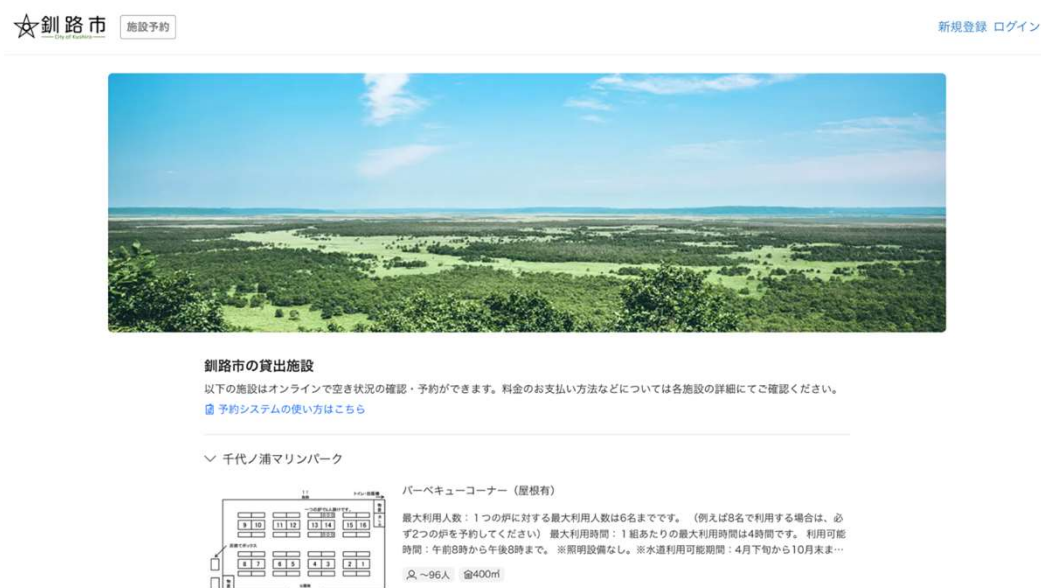 釧路市
City of Kushiro
施設予約
新規登録 ログイン
釧路市の貸出施設
以下の施設はオンラインで空き状況の確認・予約ができます。料金のお支払い方法などについては各施設の詳細にてご確認ください。
予約システムの使い方はこちら
千代ノ浦マリンパーク
バーベキューコーナー（屋根有）
最大利用人数：１つの炉に対する最大利用人数は6名までです。（例えば8名で利用する場合は、必
ず2つの炉を予約してください） 最大利用時間：１組あたりの最大利用時間は4時間です。 利用可能
時間：午前8時から午後8時まで。 ※照明設備なし。※水道利用可能期間：4月下旬から10月末ま…
～96人 400㎡
9 10 11 12 13 14 15 16
8 7 6 5 4 3 2 1